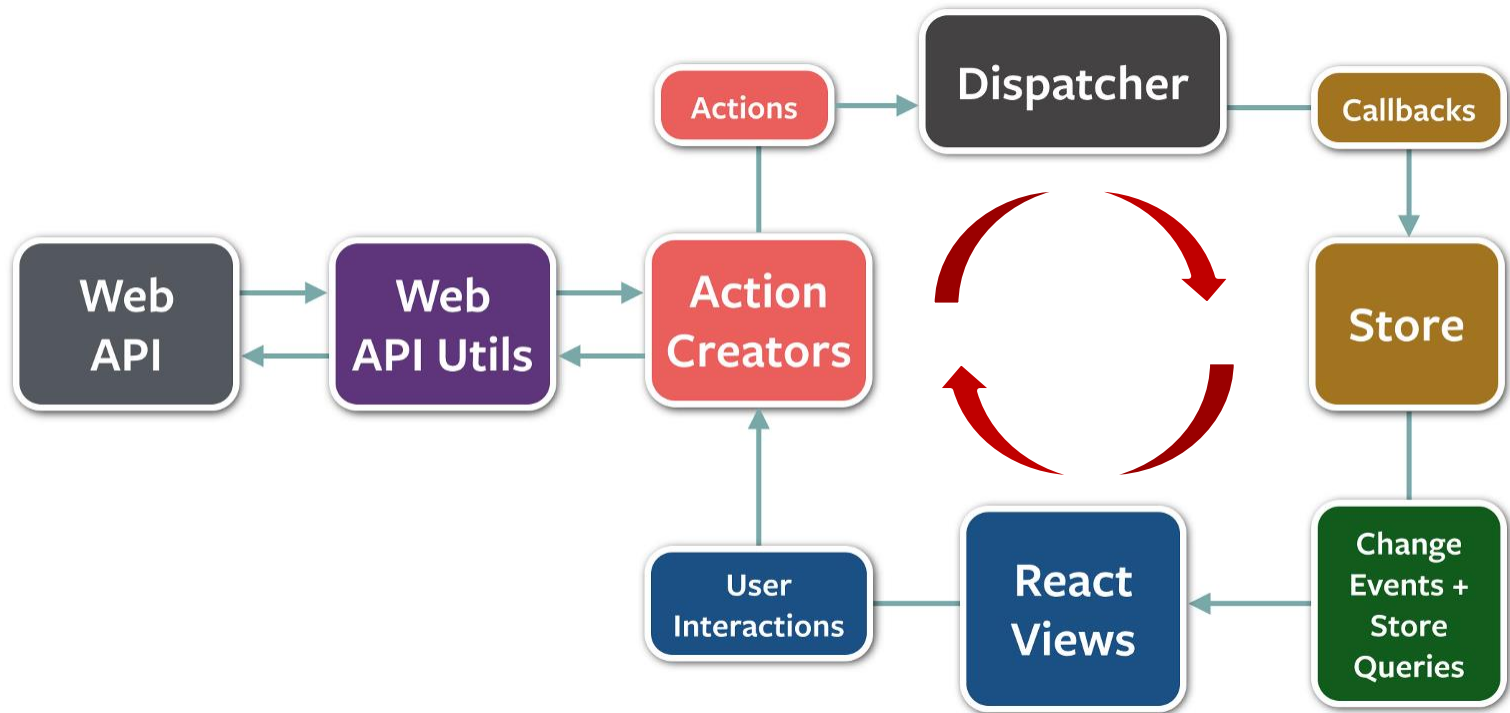 Dispatcher
Actions
Callbacks
Web
API
Web
API Utils
Action
Creators
Store
User
Interactions
React
Views
Change
Events +
Store
Queries